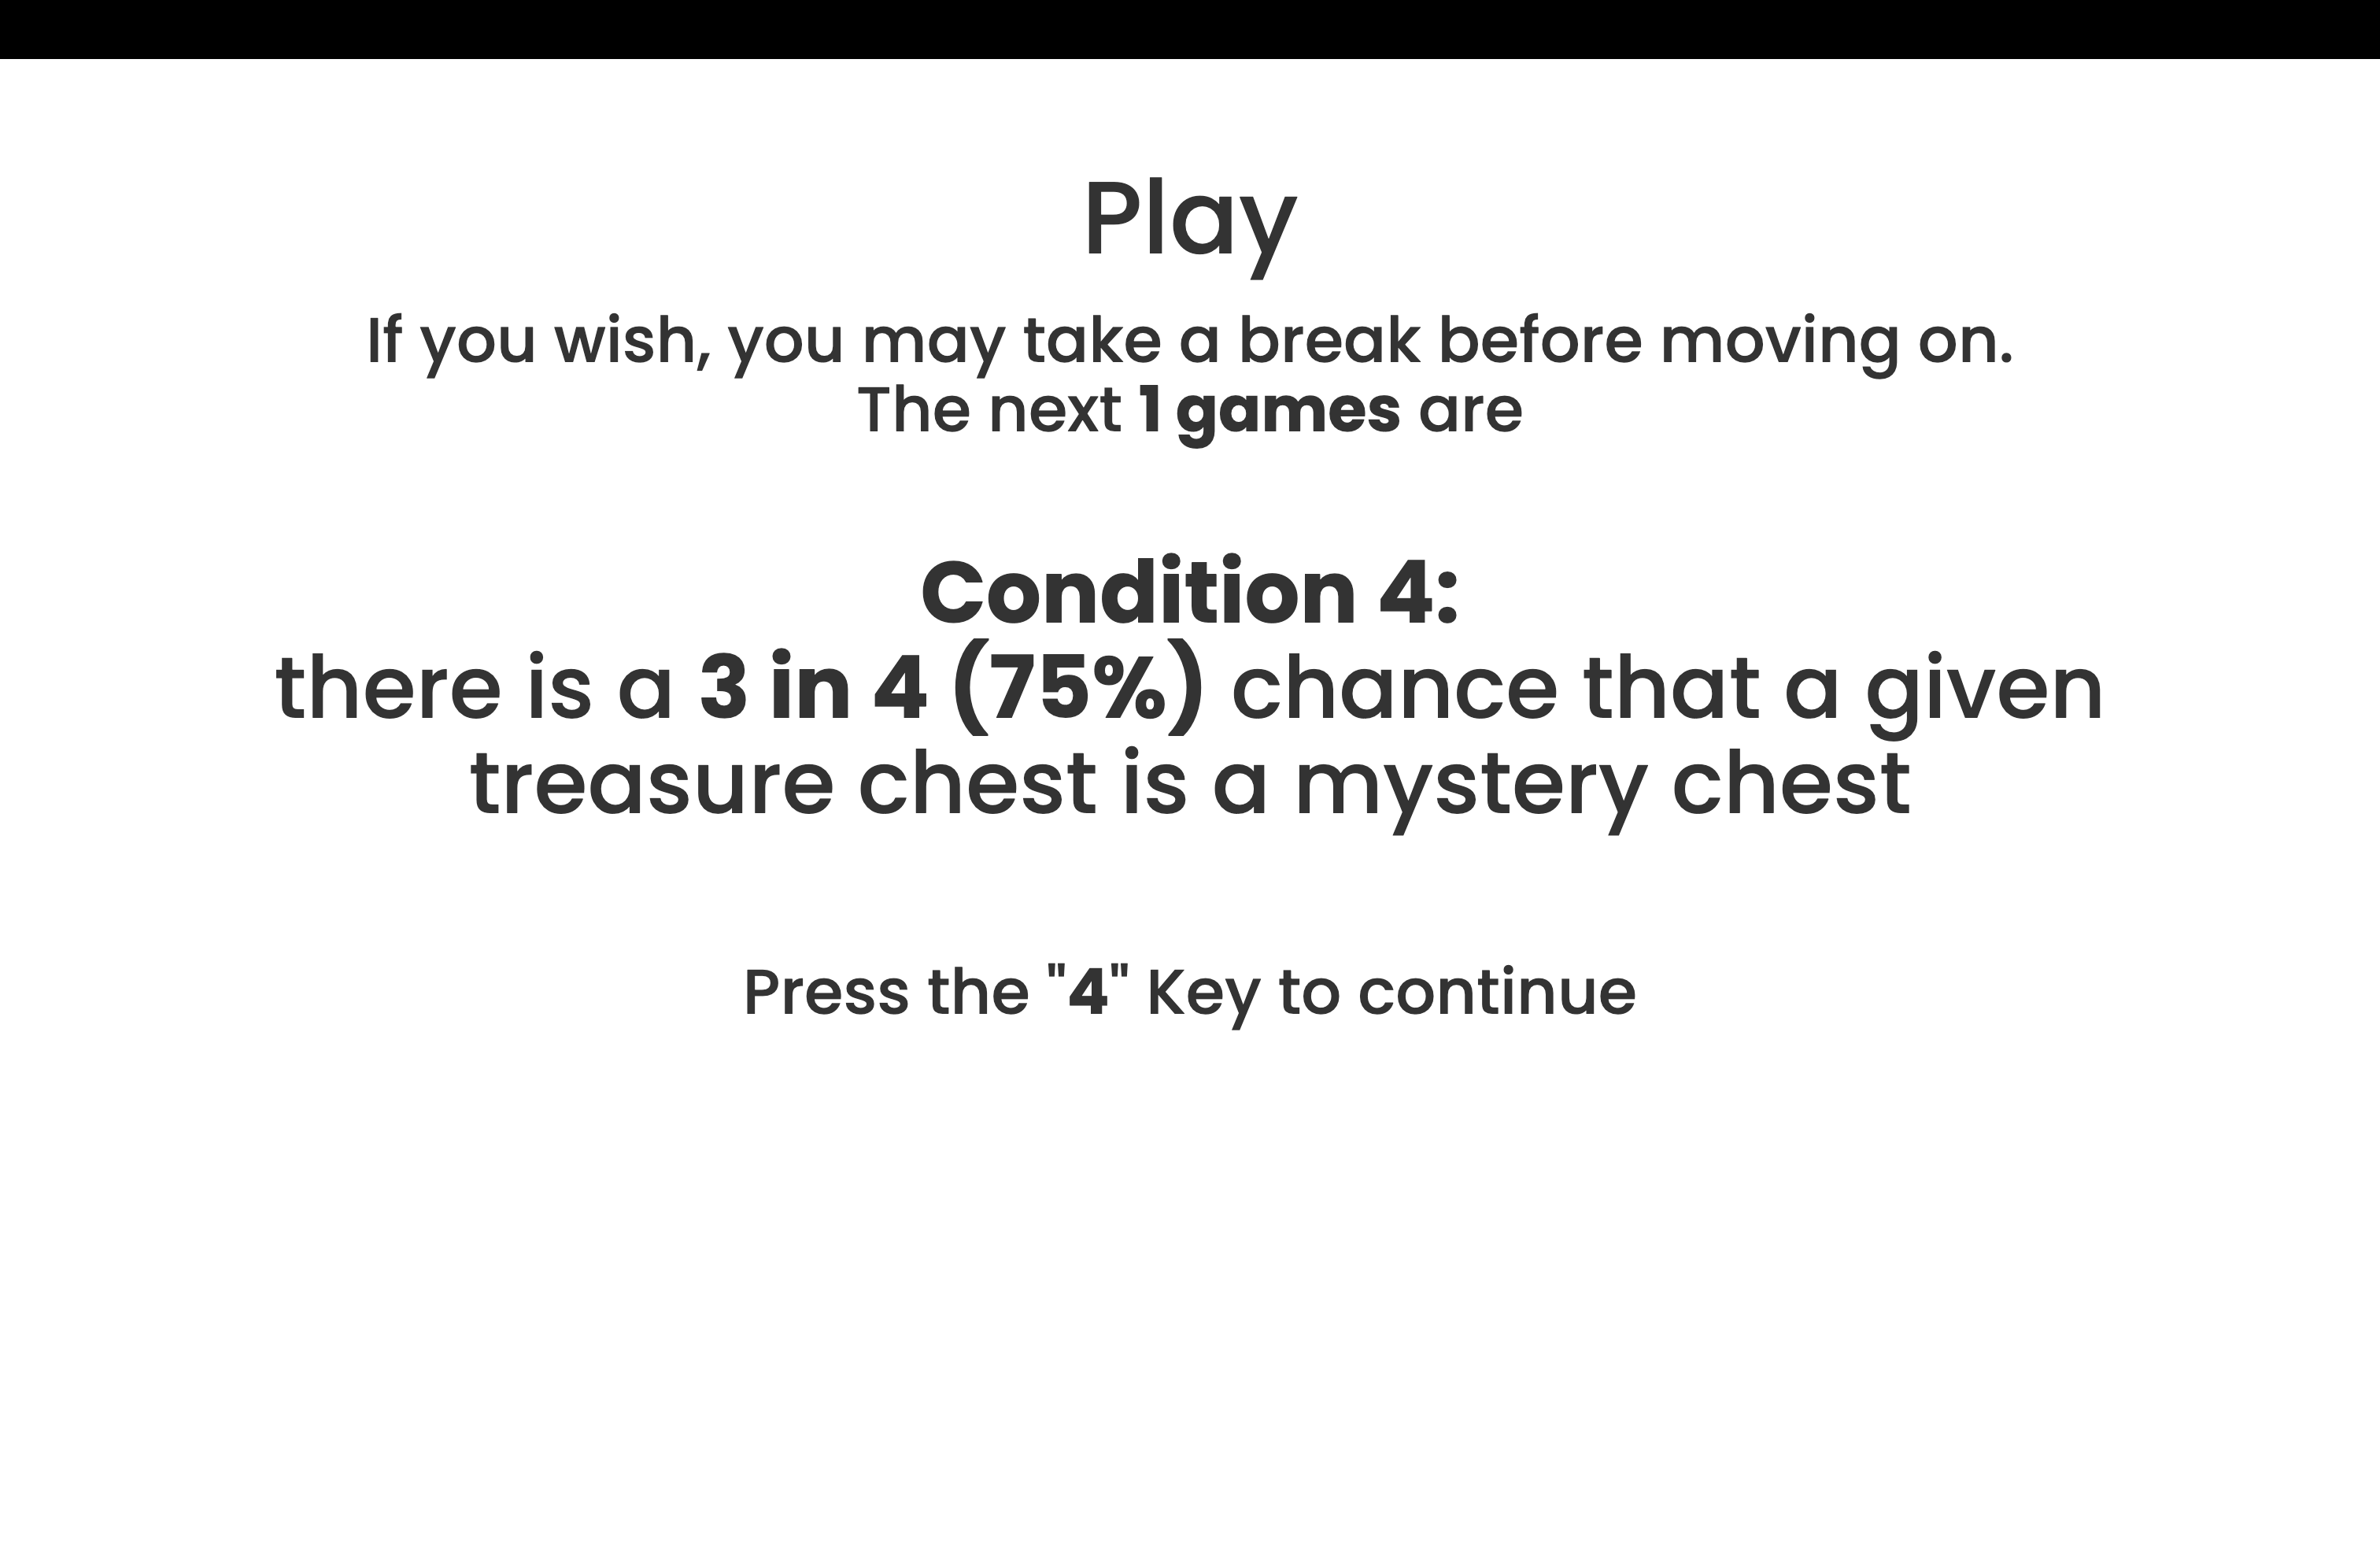 Play
If you wish, you may take a break before moving on.
The next 1 games are
Condition 4:
there is a 3 in 4 (75%) chance that a given
treasure chest is a mystery chest
Press the "4" Key to continue